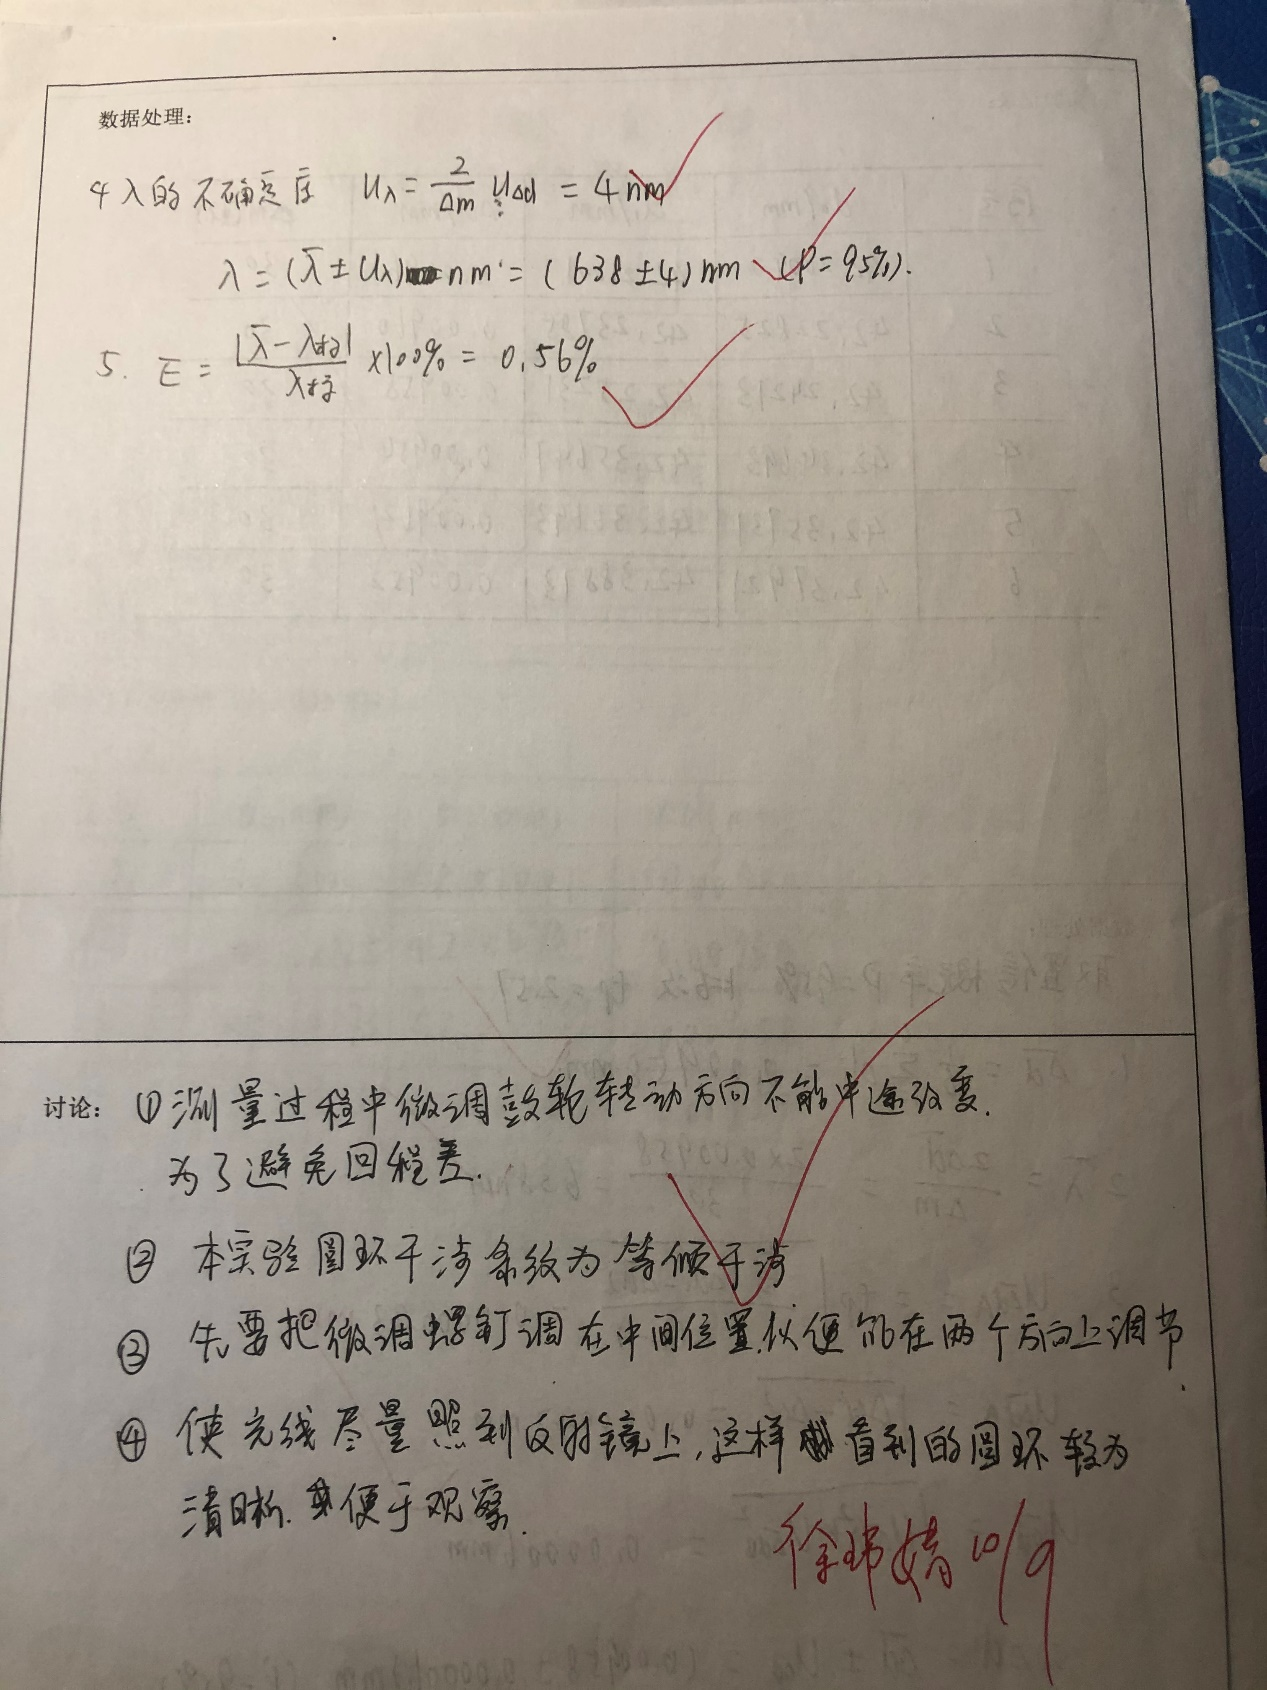 数据处理:
4 λ的不确定度 Uλ = 2/Δm UΔd = 4nm
λ = (λ̄ ± Uλ) nm = (638 ± 4) nm (P=95%).
5. E = |λ̄ - λ标|/λ标 ×100% = 0.56%
讨论: ①测量过程中微调鼓轮转动方向不能中途改变.
为了避免回程差.
② 本实验圆环干涉条纹为等倾干涉
③ 先要把微调螺钉调在中间位置.以便能在两个方向上调节.
④ 使光线尽量照到反射镜上,这样看到的圆环较为
清晰.便于观察.
10/9